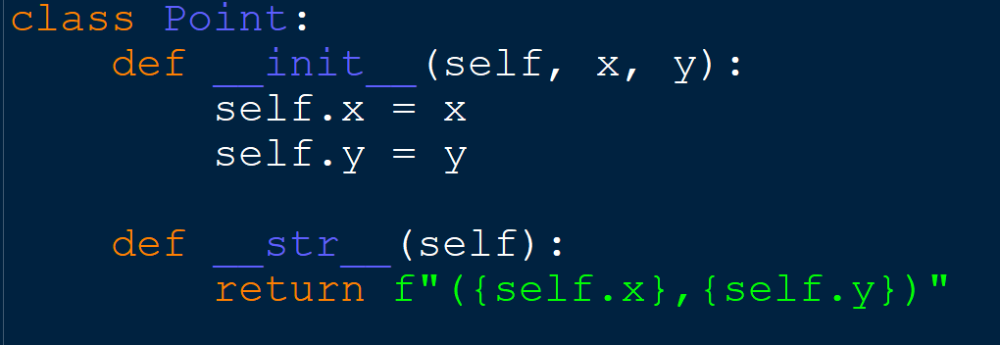 class Point:
    def __init__(self, x, y):
        self.x = x
        self.y = y

    def __str__(self):
        return f"({self.x},{self.y})"